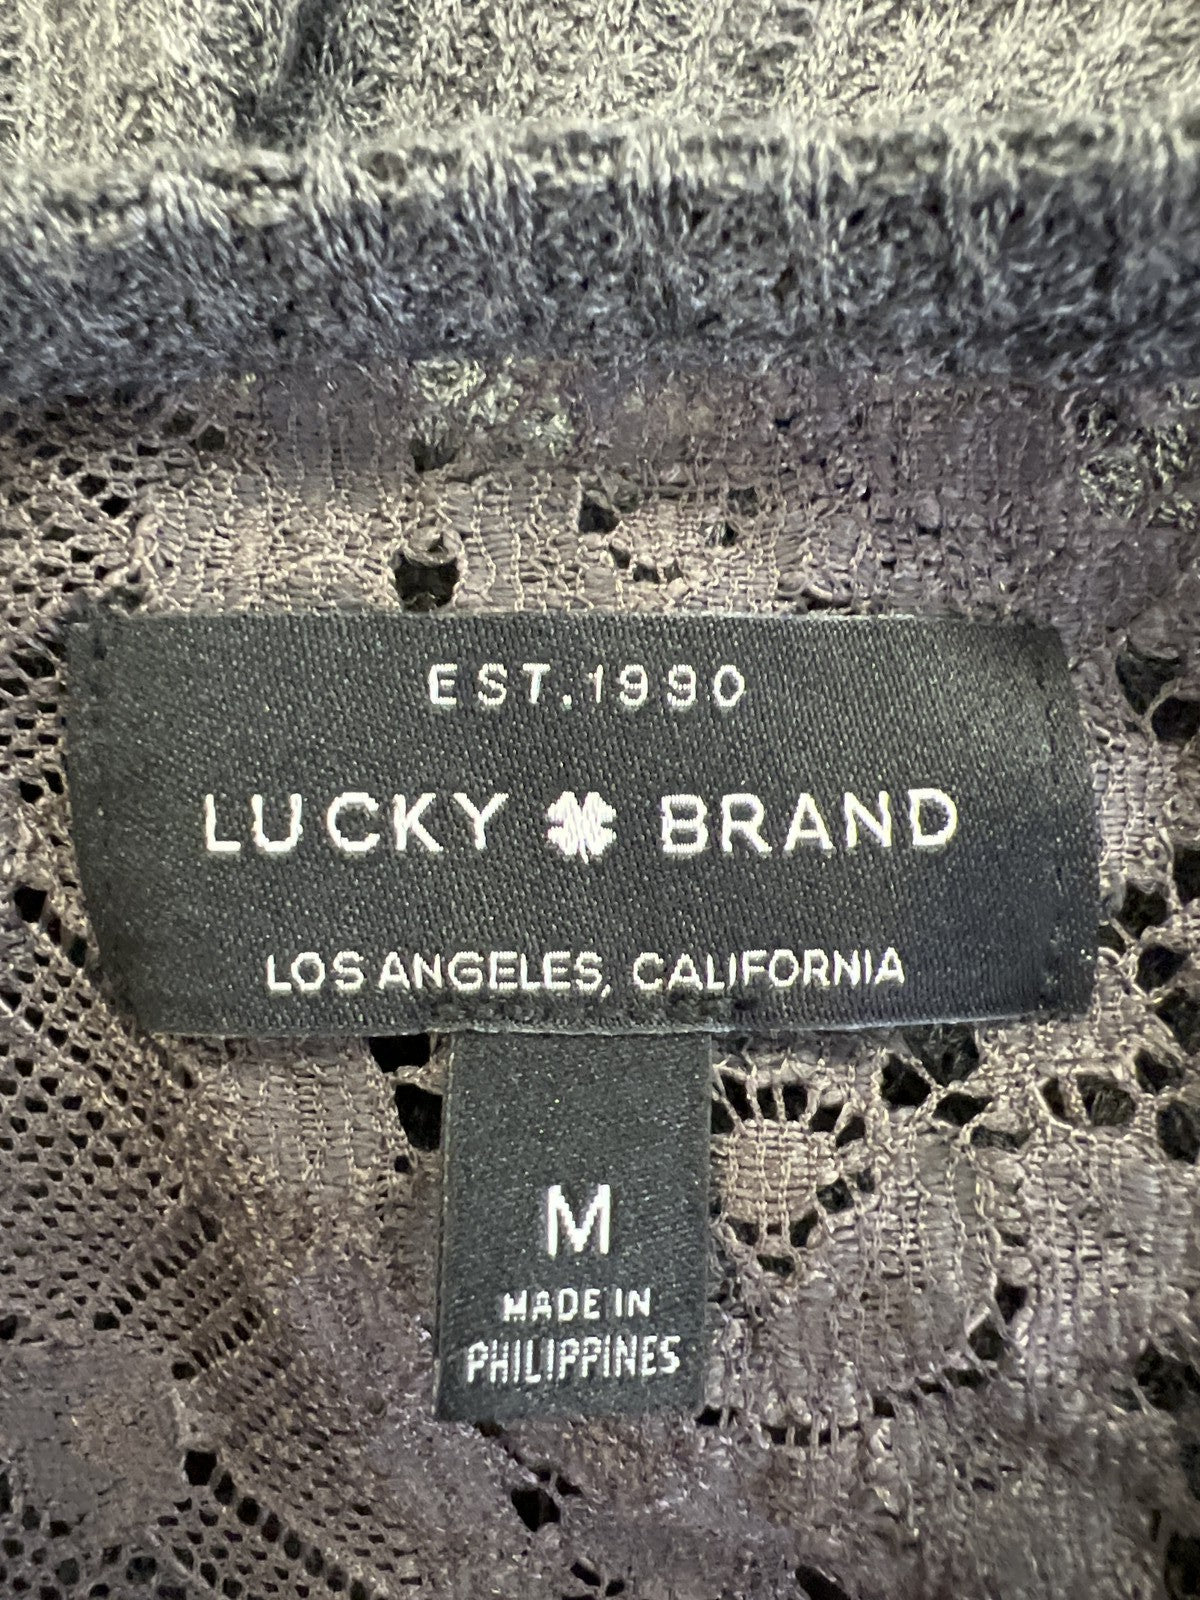 EST. 1990
LUCKY BRAND
LOS ANGELES, CALIFORNIA
M
MADE IN
PHILIPPINES